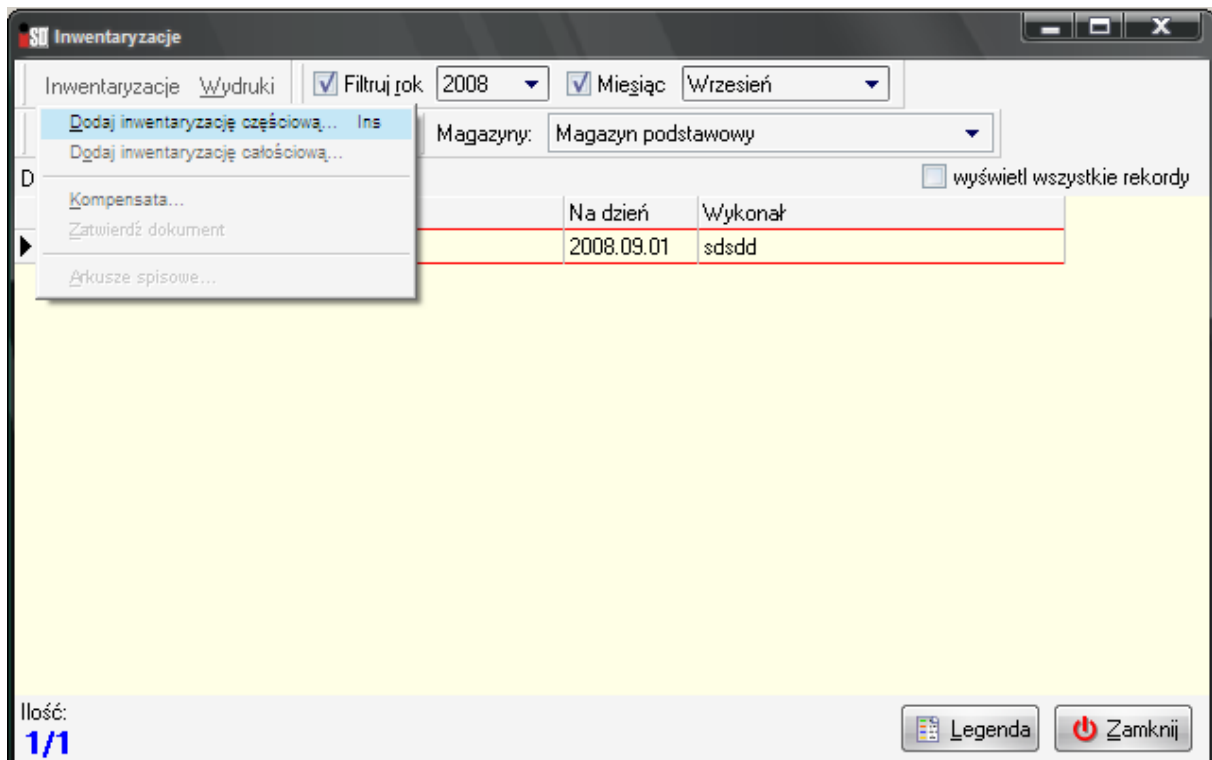 iSO Inwentaryzacje
Inwentaryzacje Wydruki Filtruj rok 2008 Miesiąc Wrzesień
Dodaj inwentaryzację częściową... Ins
Magazyny: Magazyn podstawowy
Dodaj inwentaryzację całościową...
D wyświetl wszystkie rekordy
Kompensata...
Na dzień Wykonał
Zatwierdź dokument
2008.09.01 sdsdd
Arkusze spisowe...
Ilość:
1/1
Legenda Zamknij